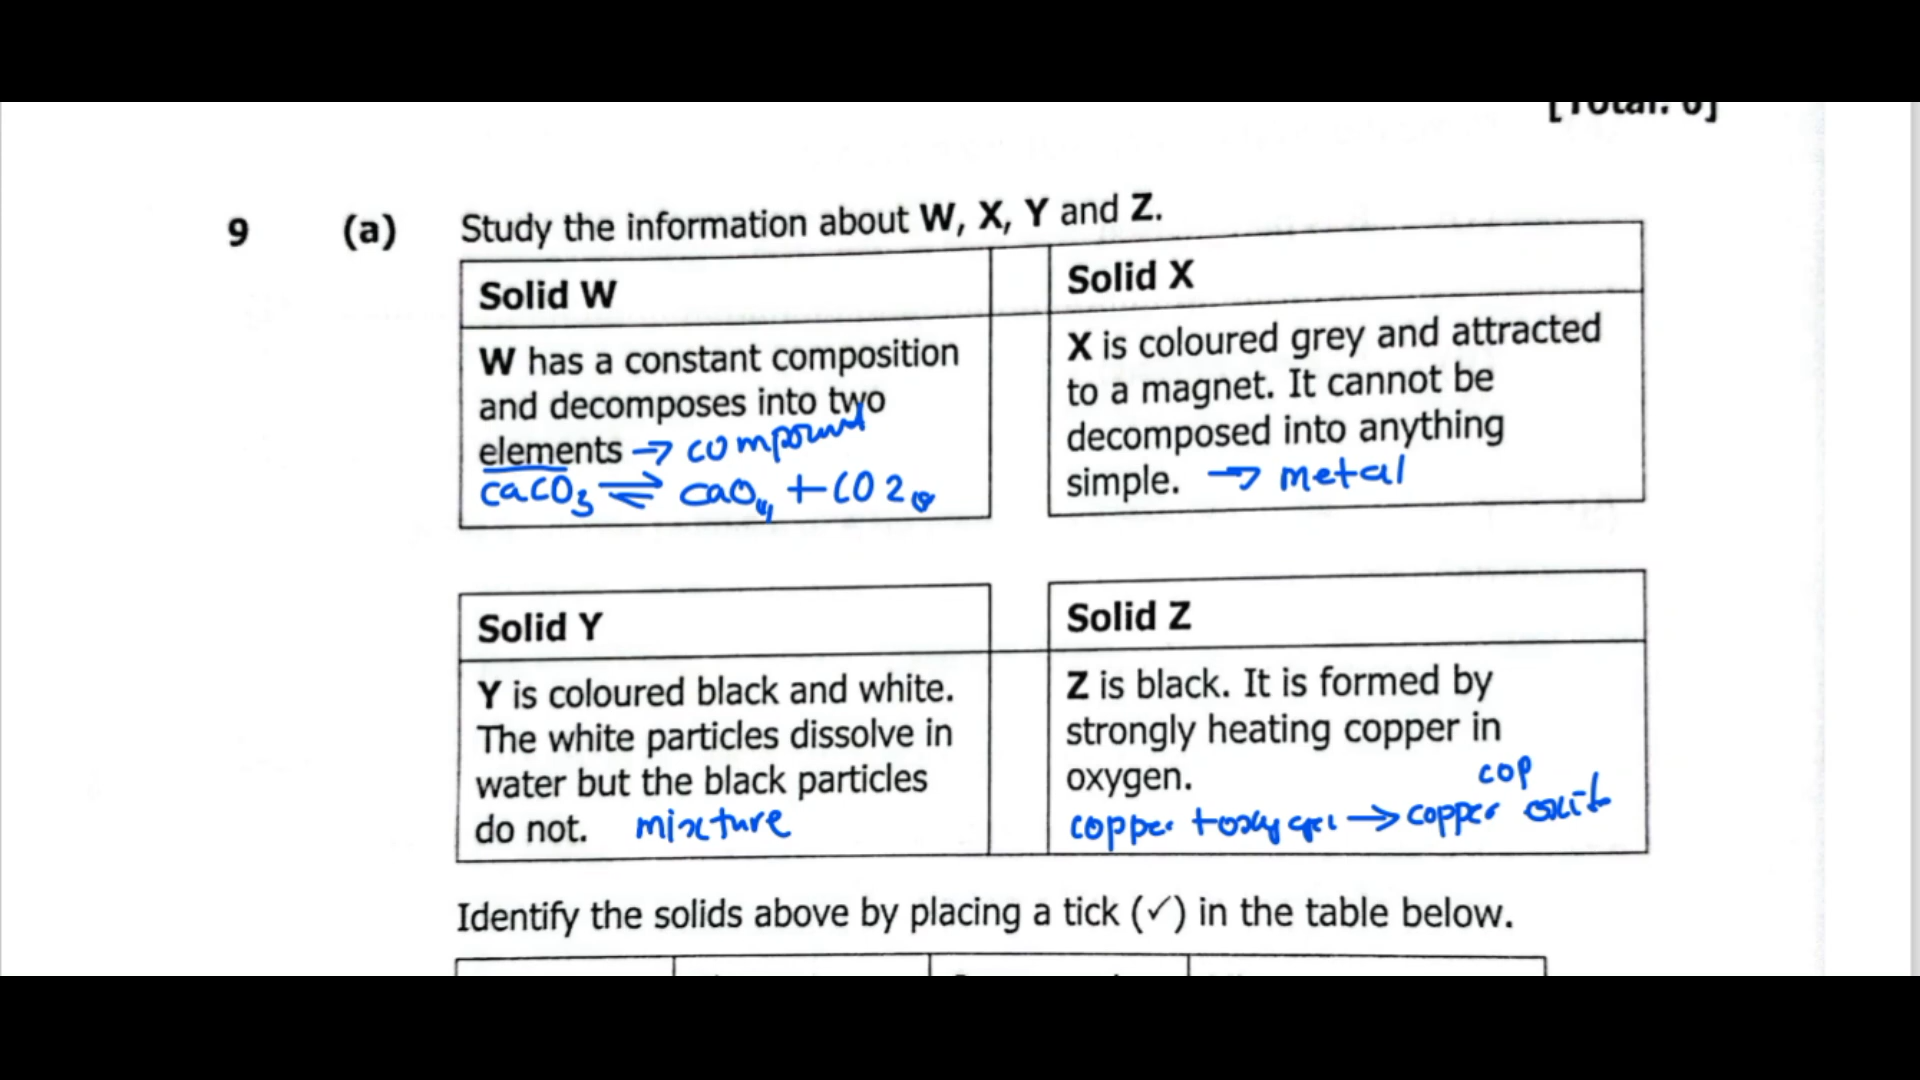 [Total: 6]
9 (a) Study the information about W, X, Y and Z.
Solid W
W has a constant composition
and decomposes into two
elements → compound
CaCO3 ⇌ CaO + CO2
Solid X
X is coloured grey and attracted
to a magnet. It cannot be
decomposed into anything
simple. → metal
Solid Y
Y is coloured black and white.
The white particles dissolve in
water but the black particles
do not. mixture
Solid Z
Z is black. It is formed by
strongly heating copper in
oxygen.
cop
copper + oxygen → copper
Identify the solids above by placing a tick (✓) in the table below.